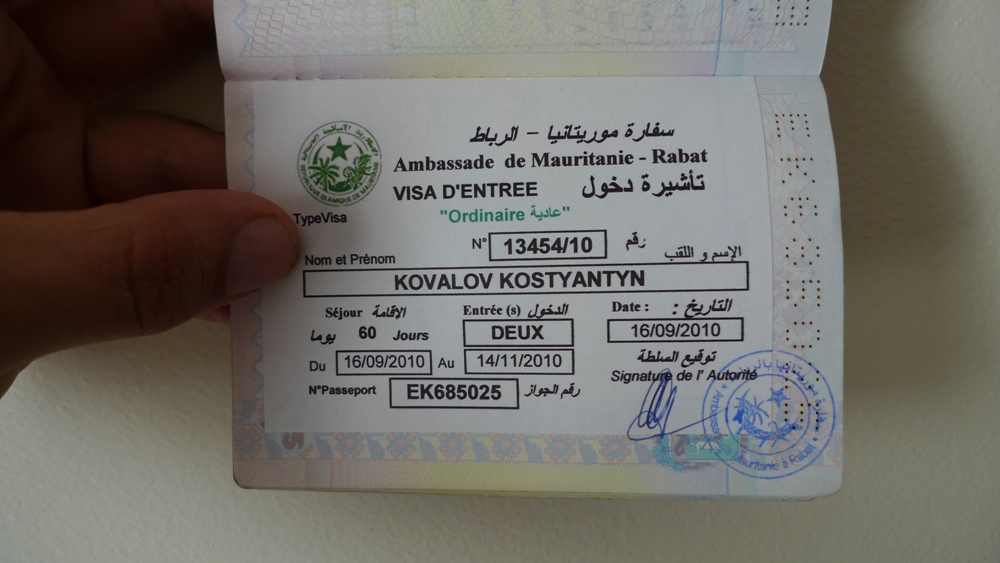 سفارة موريتانيا – الرباط
Ambassade de Mauritanie - Rabat
VISA D'ENTREE تأشيرة دخول
TypeVisa "Ordinaire عادية"
N° 13454/10 رقم
Nom et Prénom الإسم و اللقب
KOVALOV KOSTYANTYN
Séjour الإقامة Entrée (s) الدخول Date : التاريخ :
يوما 60 Jours DEUX 16/09/2010
Du 16/09/2010 Au 14/11/2010 توقيع السلطة
Signature de l' Autorité
N°Passeport EK685025 رقم الجواز